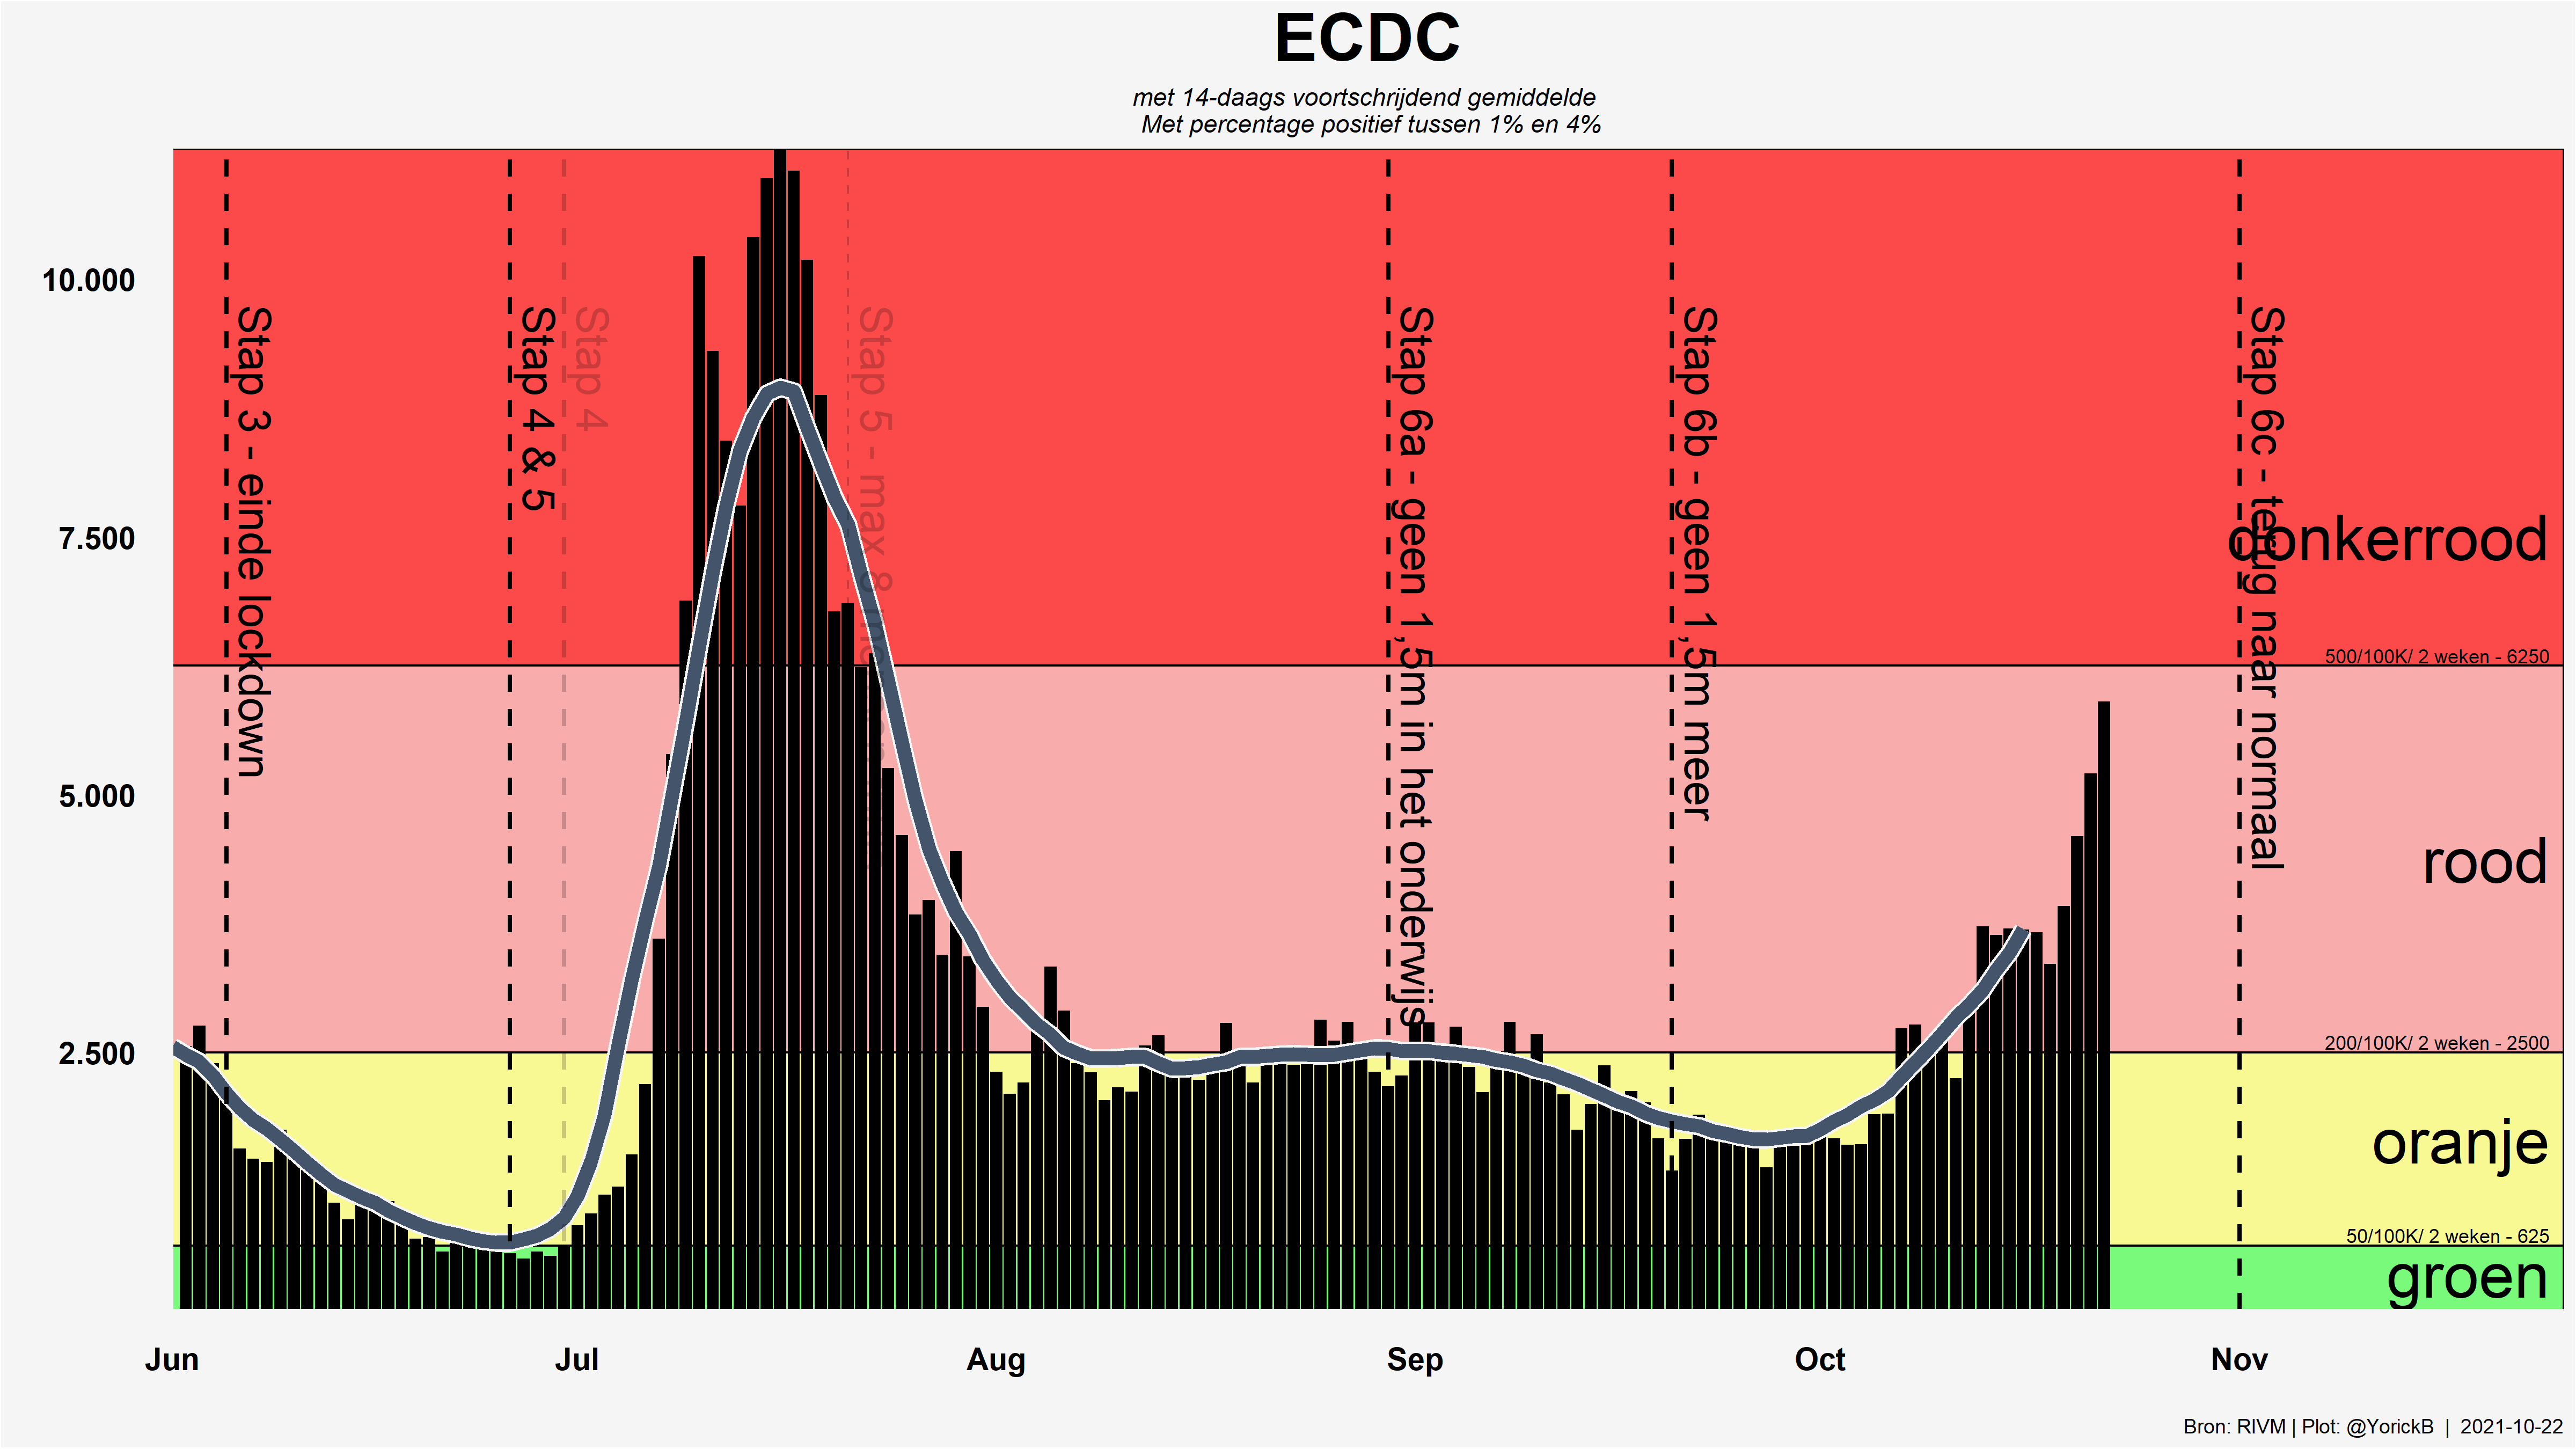 ECDC
met 14-daags voortschrijdend gemiddelde
Met percentage positief tussen 1% en 4%
10.000
7.500
5.000
2.500
Stap 3 - einde lockdown
Stap 4 & 5
Stap 4
Stap 5 - max 8
Stap 6a - geen 1,5m in het onderwijs
Stap 6b - geen 1,5m meer
Stap 6c - terug naar normaal
donkerrood
500/100K/ 2 weken - 6250
rood
200/100K/ 2 weken - 2500
oranje
50/100K/ 2 weken - 625
groen
Jun
Jul
Aug
Sep
Oct
Nov
Bron: RIVM | Plot: @YorickB | 2021-10-22